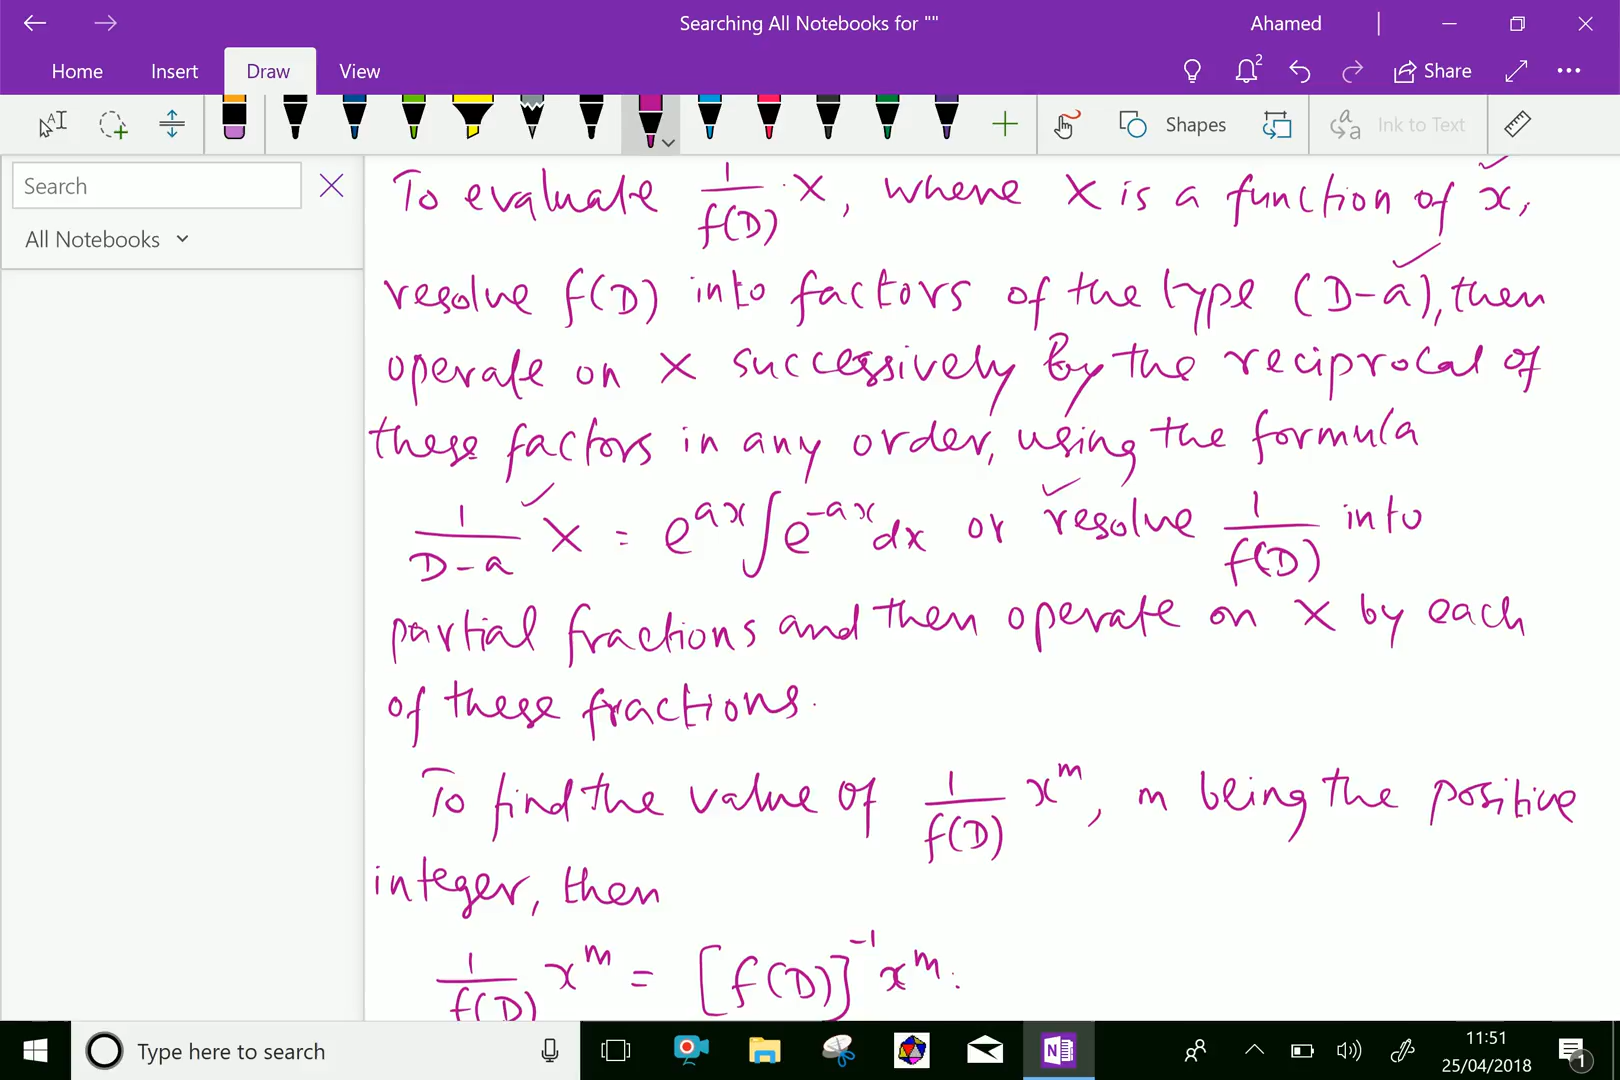 Searching All Notebooks for ""
Ahamed
Home Insert Draw View
2
Share
Shapes
Ink to Text
Search
All Notebooks
To evaluate 1/f(D) · X, where X is a function of x,
resolve f(D) into factors of the type (D-a), then
operate on X successively by the reciprocal of
these factors in any order, using the formula
1/(D-a) X = e^{ax} ∫ e^{-ax} dx or resolve 1/f(D) into
partial fractions and then operate on X by each
of these fractions.
To find the value of 1/f(D) x^m, m being the positive
integer, then
1/f(D) x^m = [f(D)]^{-1} x^m.
Type here to search
11:51
25/04/2018
1